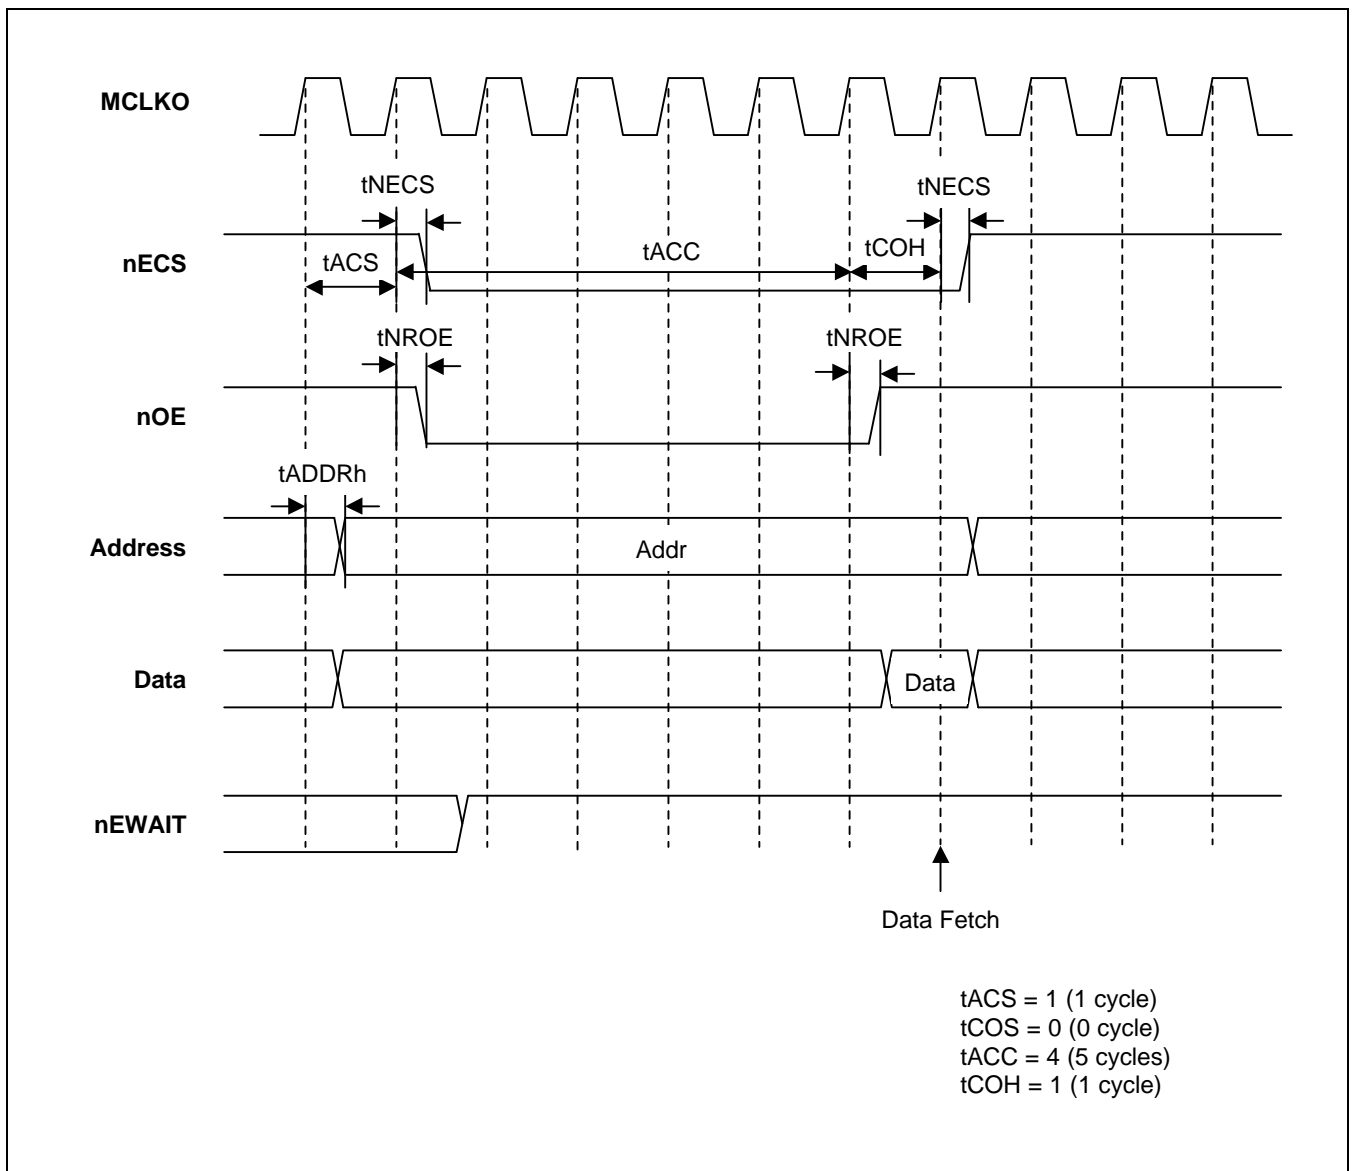 MCLKO
tNECS
tNECS
nECS
tACS
tACC
tCOH
tNROE
tNROE
nOE
tADDRh
Address
Addr
Data
Data
nEWAIT
Data Fetch
tACS = 1 (1 cycle)
tCOS = 0 (0 cycle)
tACC = 4 (5 cycles)
tCOH = 1 (1 cycle)